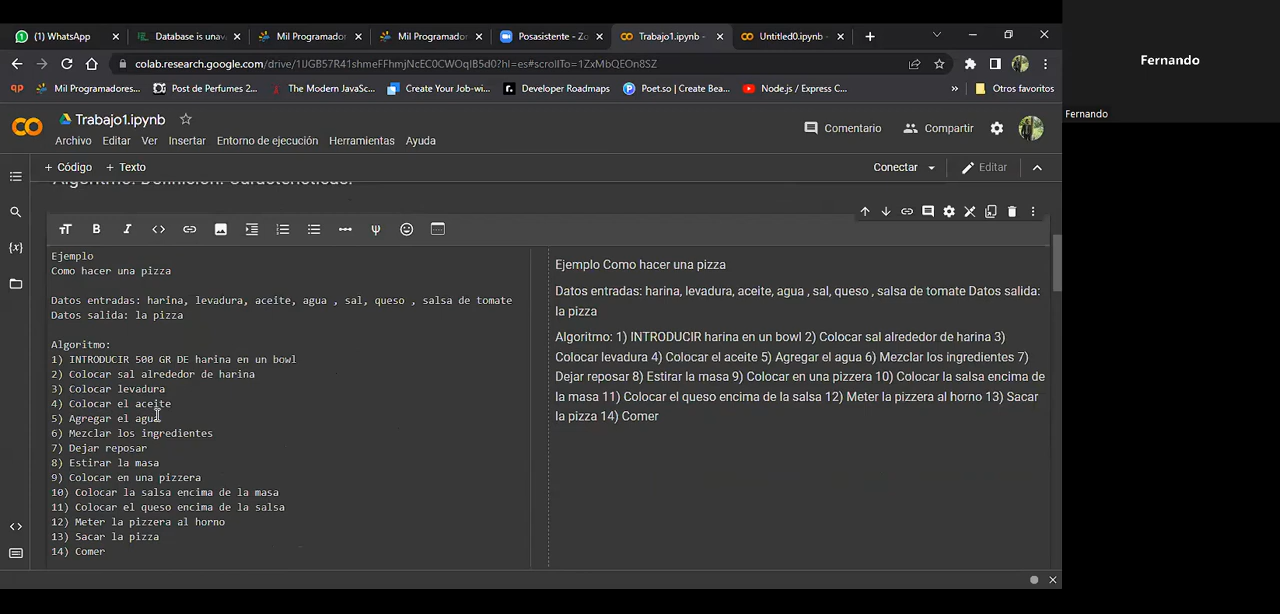 WhatsApp
Database is unav
Mil Programador
Mil Programador
Posasistente - Zo
Trabajo1.ipynb -
Untitled0.ipynb -
colab.research.google.com/drive/1IJGB57R41shmeFFhmjNcEC0CWOqIB5d0?hl=es#scrollTo=1ZxMbQEOn8SZ
Mil Programadores...
Post de Perfumes 2...
The Modern JavaSc...
Create Your Job-wi...
Developer Roadmaps
Poet.so | Create Bea...
Node.js / Express C...
»
Otros favoritos
Trabajo1.ipynb
Comentario
Compartir
Archivo Editar Ver Insertar Entorno de ejecución Herramientas Ayuda
+ Código + Texto
Conectar
Editar
Algoritmo. Definición. Características.
Ejemplo
Como hacer una pizza
Datos entradas: harina, levadura, aceite, agua , sal, queso , salsa de tomate
Datos salida: la pizza
Algoritmo:
1) INTRODUCIR 500 GR DE harina en un bowl
2) Colocar sal alrededor de harina
3) Colocar levadura
4) Colocar el aceite
5) Agregar el agua
6) Mezclar los ingredientes
7) Dejar reposar
8) Estirar la masa
9) Colocar en una pizzera
10) Colocar la salsa encima de la masa
11) Colocar el queso encima de la salsa
12) Meter la pizzera al horno
13) Sacar la pizza
14) Comer
Ejemplo Como hacer una pizza
Datos entradas: harina, levadura, aceite, agua , sal, queso , salsa de tomate Datos salida:
la pizza
Algoritmo: 1) INTRODUCIR harina en un bowl 2) Colocar sal alrededor de harina 3)
Colocar levadura 4) Colocar el aceite 5) Agregar el agua 6) Mezclar los ingredientes 7)
Dejar reposar 8) Estirar la masa 9) Colocar en una pizzera 10) Colocar la salsa encima de
la masa 11) Colocar el queso encima de la salsa 12) Meter la pizzera al horno 13) Sacar
la pizza 14) Comer
Fernando
Fernando